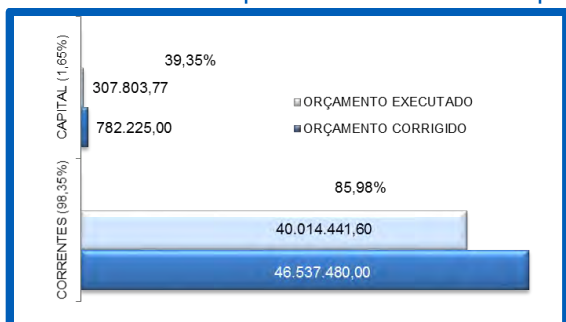 CAPITAL (1,65%)
39,35%
307.803,77
782.225,00
ORÇAMENTO EXECUTADO
ORÇAMENTO CORRIGIDO
CORRENTES (98,35%)
85,98%
40.014.441,60
46.537.480,00